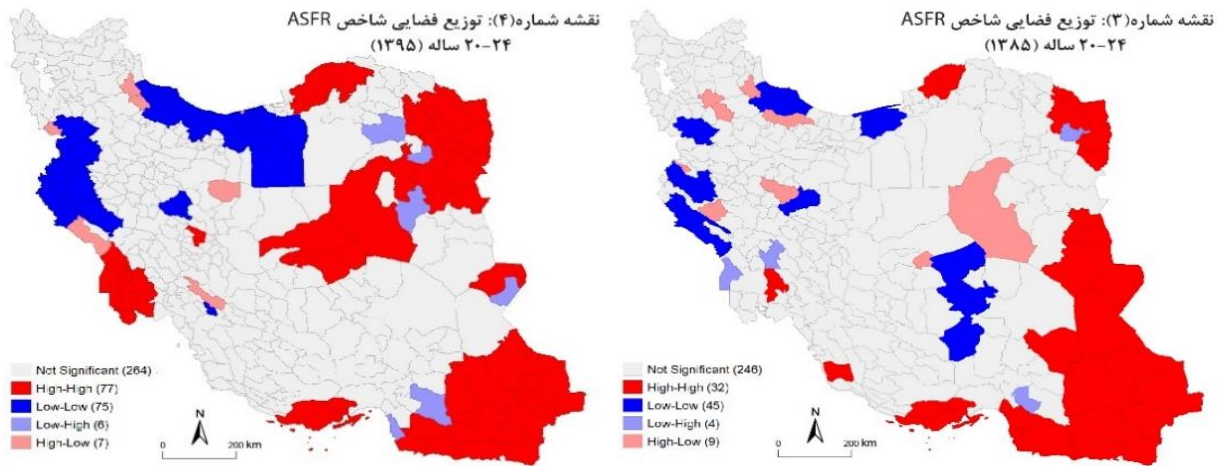 نقشه شماره(۳): توزیع فضایی شاخص ASFR
۲۰-۲۴ ساله (۱۳۸۵)
Not Significant (246)
High-High (32)
Low-Low (45)
Low-High (4)
High-Low (9)
N
0 200 km
نقشه شماره(۴): توزیع فضایی شاخص ASFR
۲۰-۲۴ ساله (۱۳۹۵)
Not Significant (264)
High-High (77)
Low-Low (75)
Low-High (6)
High-Low (7)
N
0 200 km